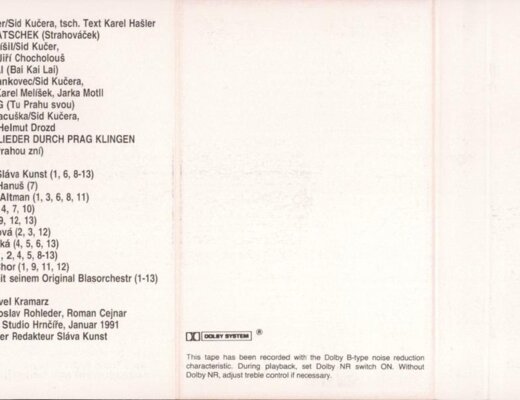 er/Sid Kučera, tsch. Text Karel Hašler
ATSCHEK (Strahováček)
íšil/Sid Kučer,
Jiří Chocholouš
I (Bai Kai Lai)
ankovec/Sid Kučera,
Karel Melíšek, Jarka Motll
G (Tu Prahu svou)
acuška/Sid Kučera,
Helmut Drozd
LIEDER DURCH PRAG KLINGEN
rahou zní)
Sláva Kunst (1, 6, 8-13)
Hanuš (7)
Altman (1, 3, 6, 8, 11)
4, 7, 10)
9, 12, 13)
ová (2, 3, 12)
ká (4, 5, 6, 13)
, 2, 4, 5, 8-13)
hor (1, 9, 11, 12)
it seinem Original Blasorchestr (1-13)
vel Kramarz
oslav Rohleder, Roman Cejnar
Studio Hrnčíře, Januar 1991
er Redakteur Sláva Kunst
DOLBY SYSTEM ®
This tape has been recorded with the Dolby B-type noise reduction
characteristic. During playback, set Dolby NR switch ON. Without
Dolby NR, adjust treble control if necessary.